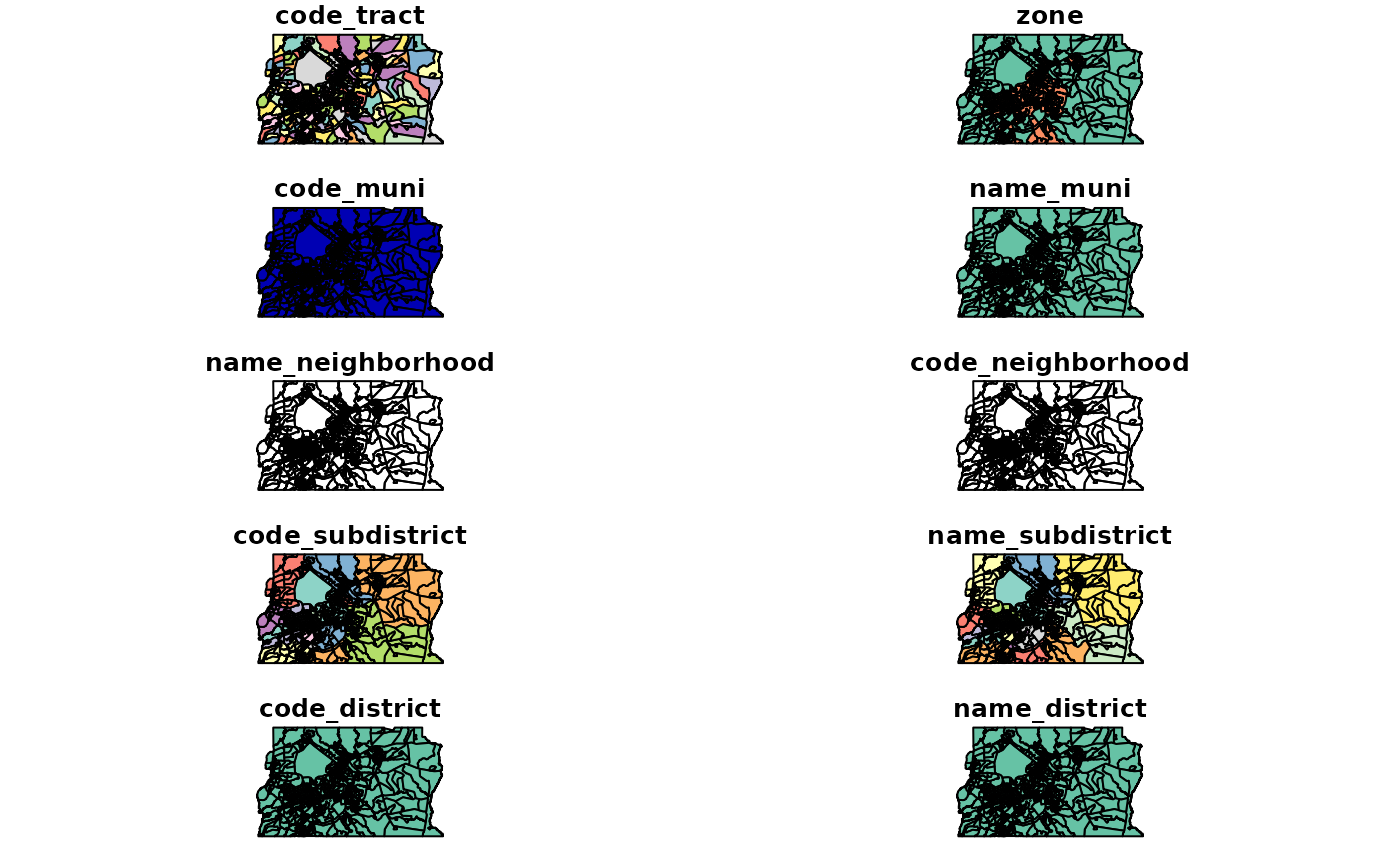 code_tract
zone
code_muni
name_muni
name_neighborhood
code_neighborhood
code_subdistrict
name_subdistrict
code_district
name_district